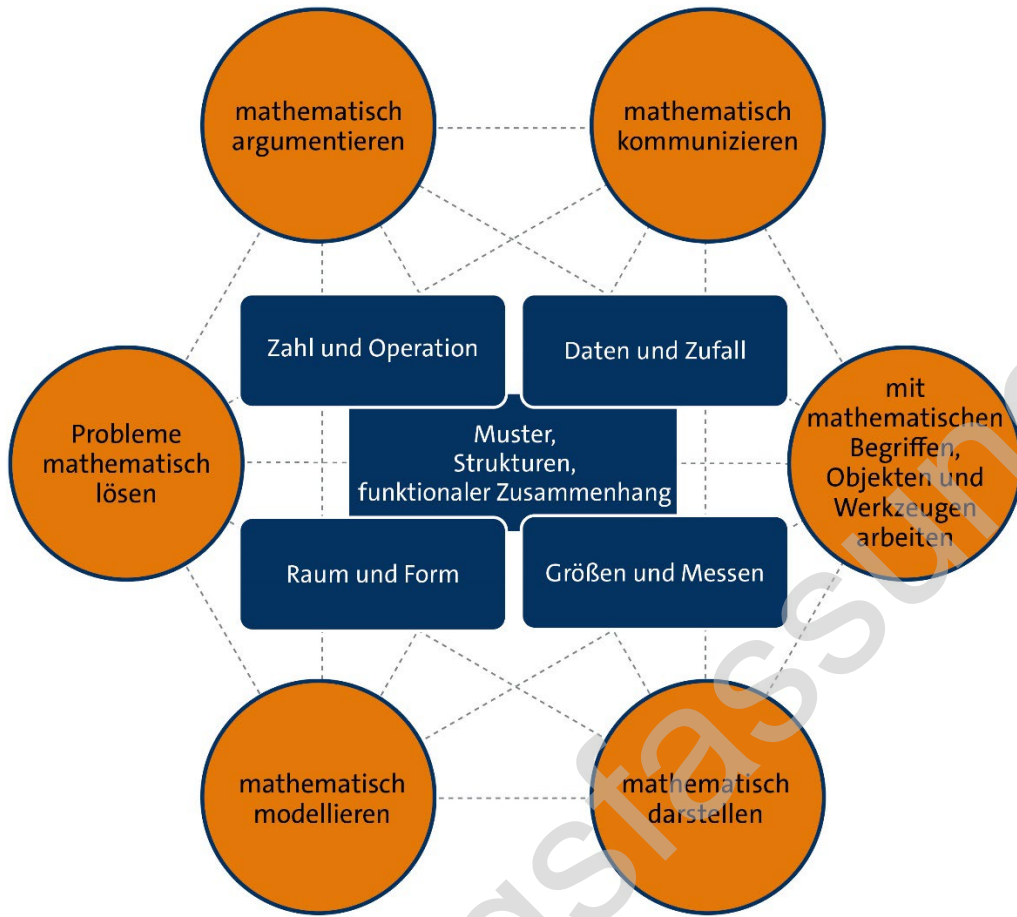 mathematisch
argumentieren
mathematisch
kommunizieren
Zahl und Operation
Daten und Zufall
Probleme
mathematisch
lösen
Muster,
Strukturen,
funktionaler Zusammenhang
mit
mathematischen
Begriffen,
Objekten und
Werkzeugen
arbeiten
Raum und Form
Größen und Messen
mathematisch
modellieren
mathematisch
darstellen